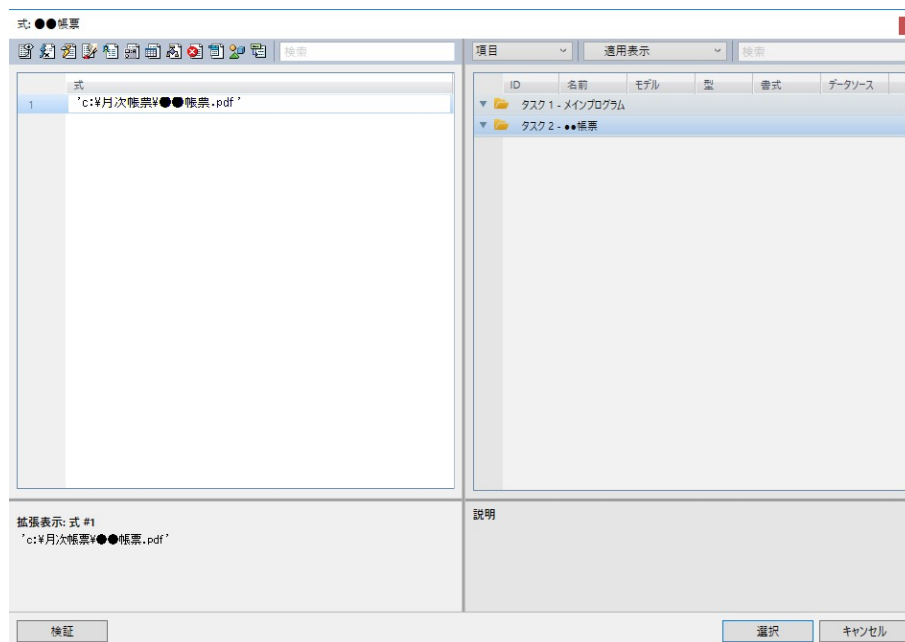 式: ●●帳票
検索
項目
適用表示
検索
式
1 'c:¥月次帳票¥●●帳票.pdf'
ID 名前 モデル 型 書式 データソース
タスク 1 - メインプログラム
タスク 2 - ●●帳票
拡張表示: 式 #1
'c:¥月次帳票¥●●帳票.pdf'
説明
検証
選択
キャンセル